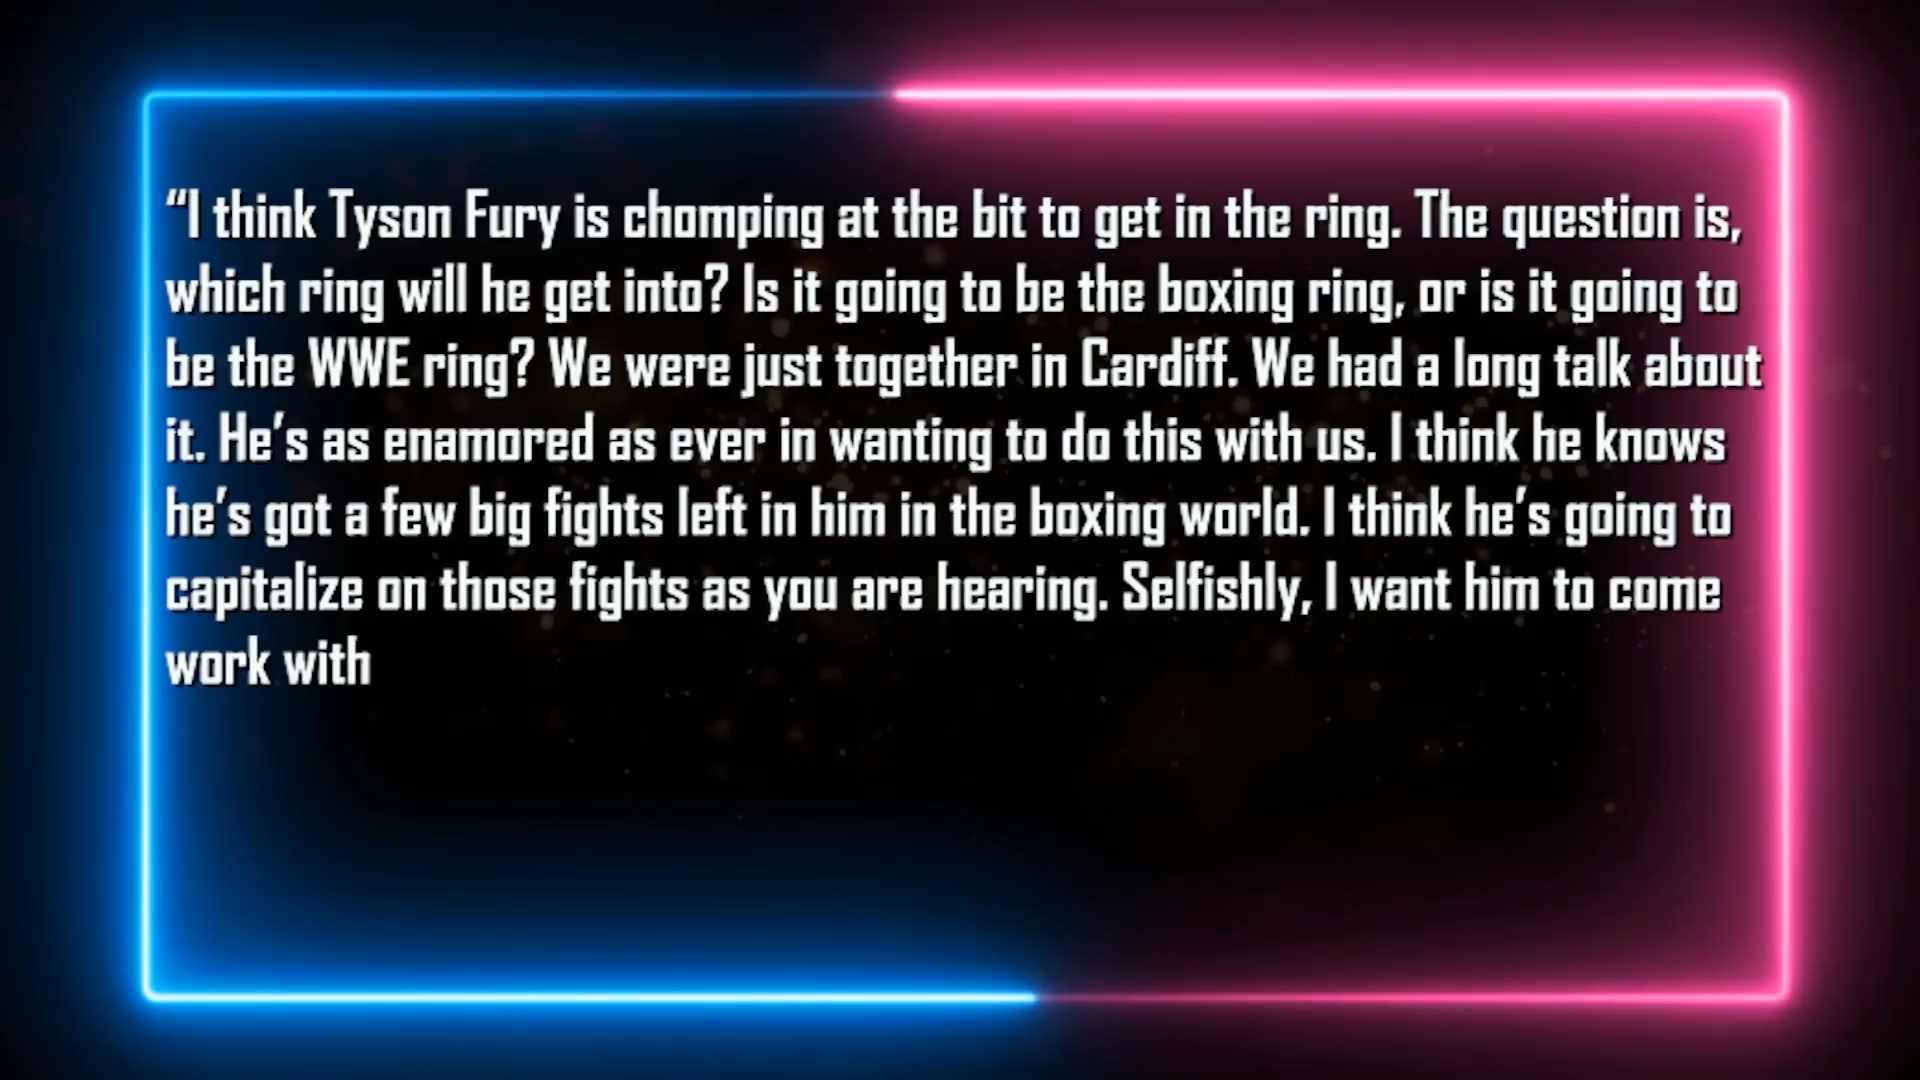 “I think Tyson Fury is chomping at the bit to get in the ring. The question is,
which ring will he get into? Is it going to be the boxing ring, or is it going to
be the WWE ring? We were just together in Cardiff. We had a long talk about
it. He’s as enamored as ever in wanting to do this with us. I think he knows
he’s got a few big fights left in him in the boxing world. I think he’s going to
capitalize on those fights as you are hearing. Selfishly, I want him to come
work with